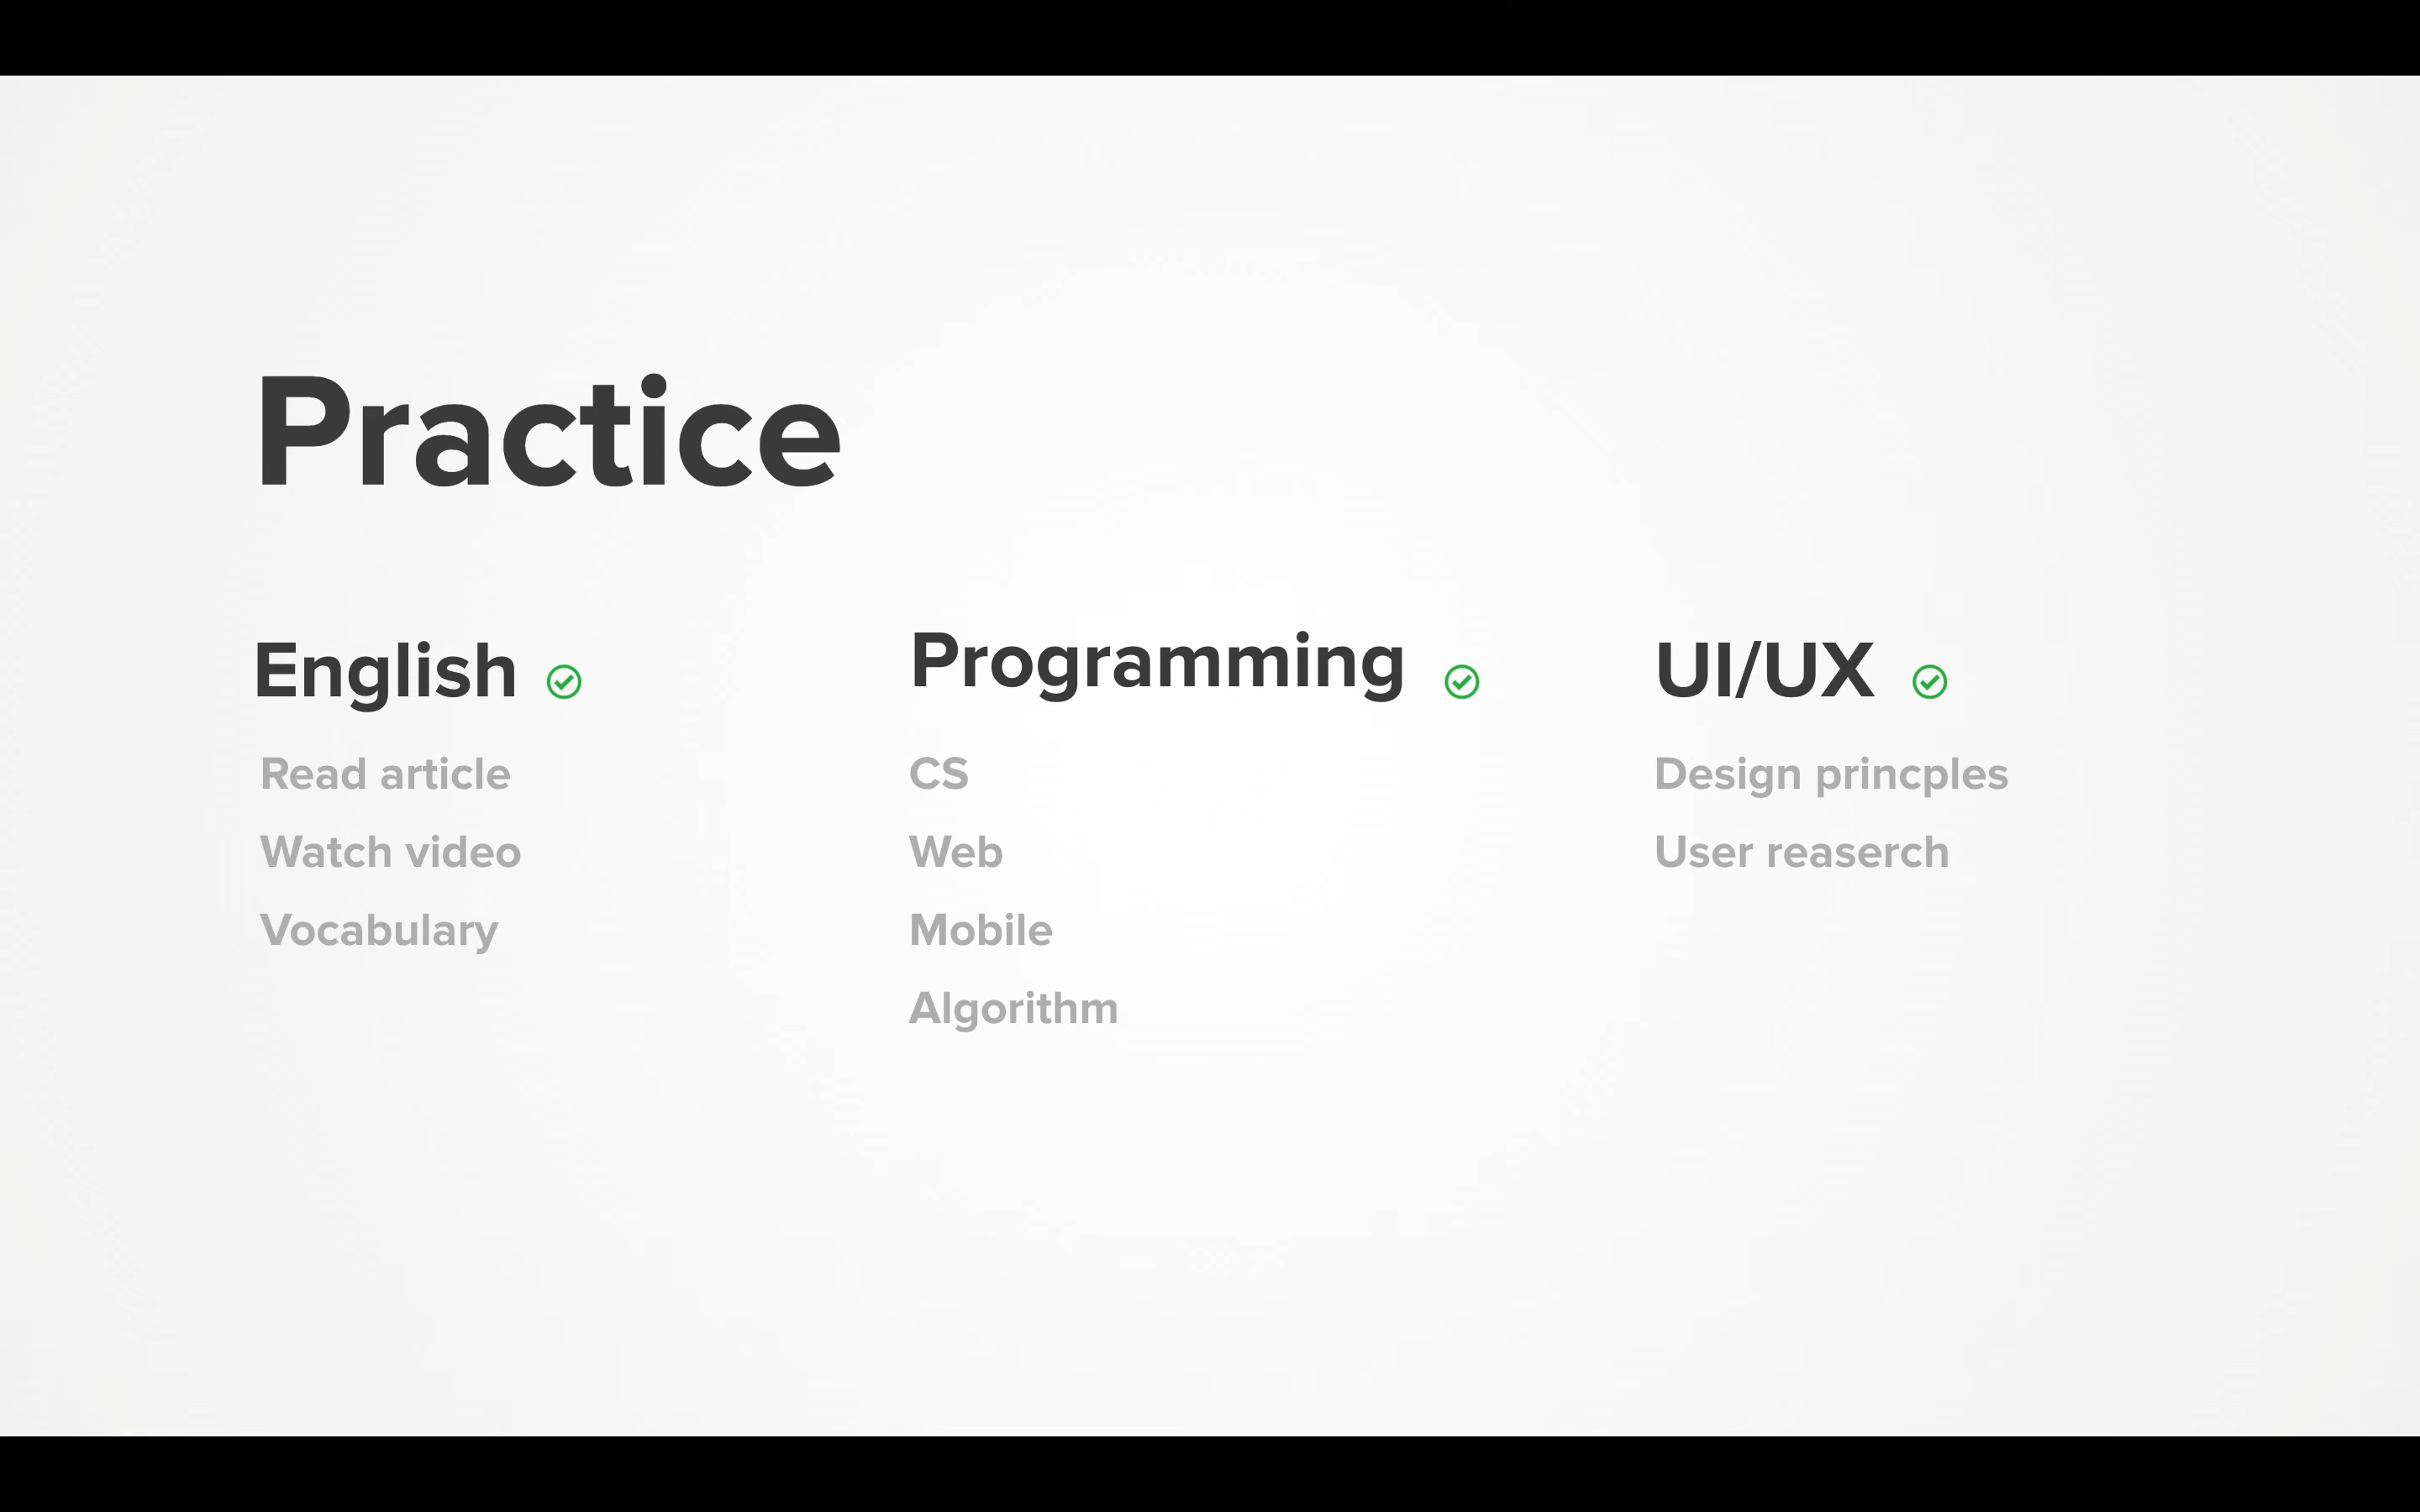 Practice
English
Read article
Watch video
Vocabulary
Programming
CS
Web
Mobile
Algorithm
UI/UX
Design princples
User reaserch